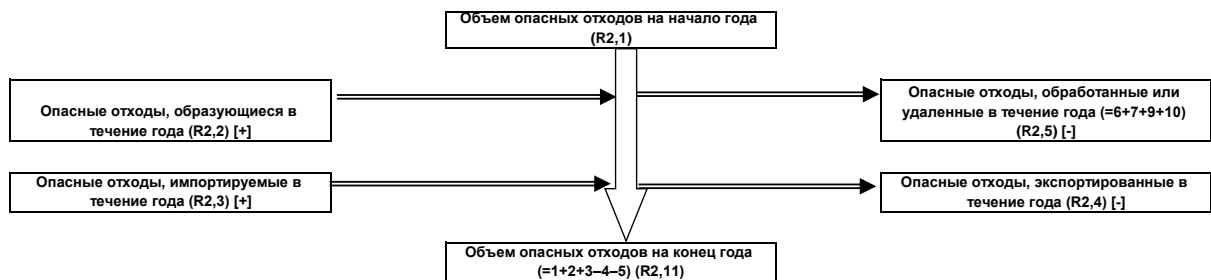 Объем опасных отходов на начало года
(R2,1)
Опасные отходы, образующиеся в
течение года (R2,2) [+]
Опасные отходы, обработанные или
удаленные в течение года (=6+7+9+10)
(R2,5) [-]
Опасные отходы, импортируемые в
течение года (R2,3) [+]
Опасные отходы, экспортированные в
течение года (R2,4) [-]
Объем опасных отходов на конец года
(=1+2+3–4–5) (R2,11)